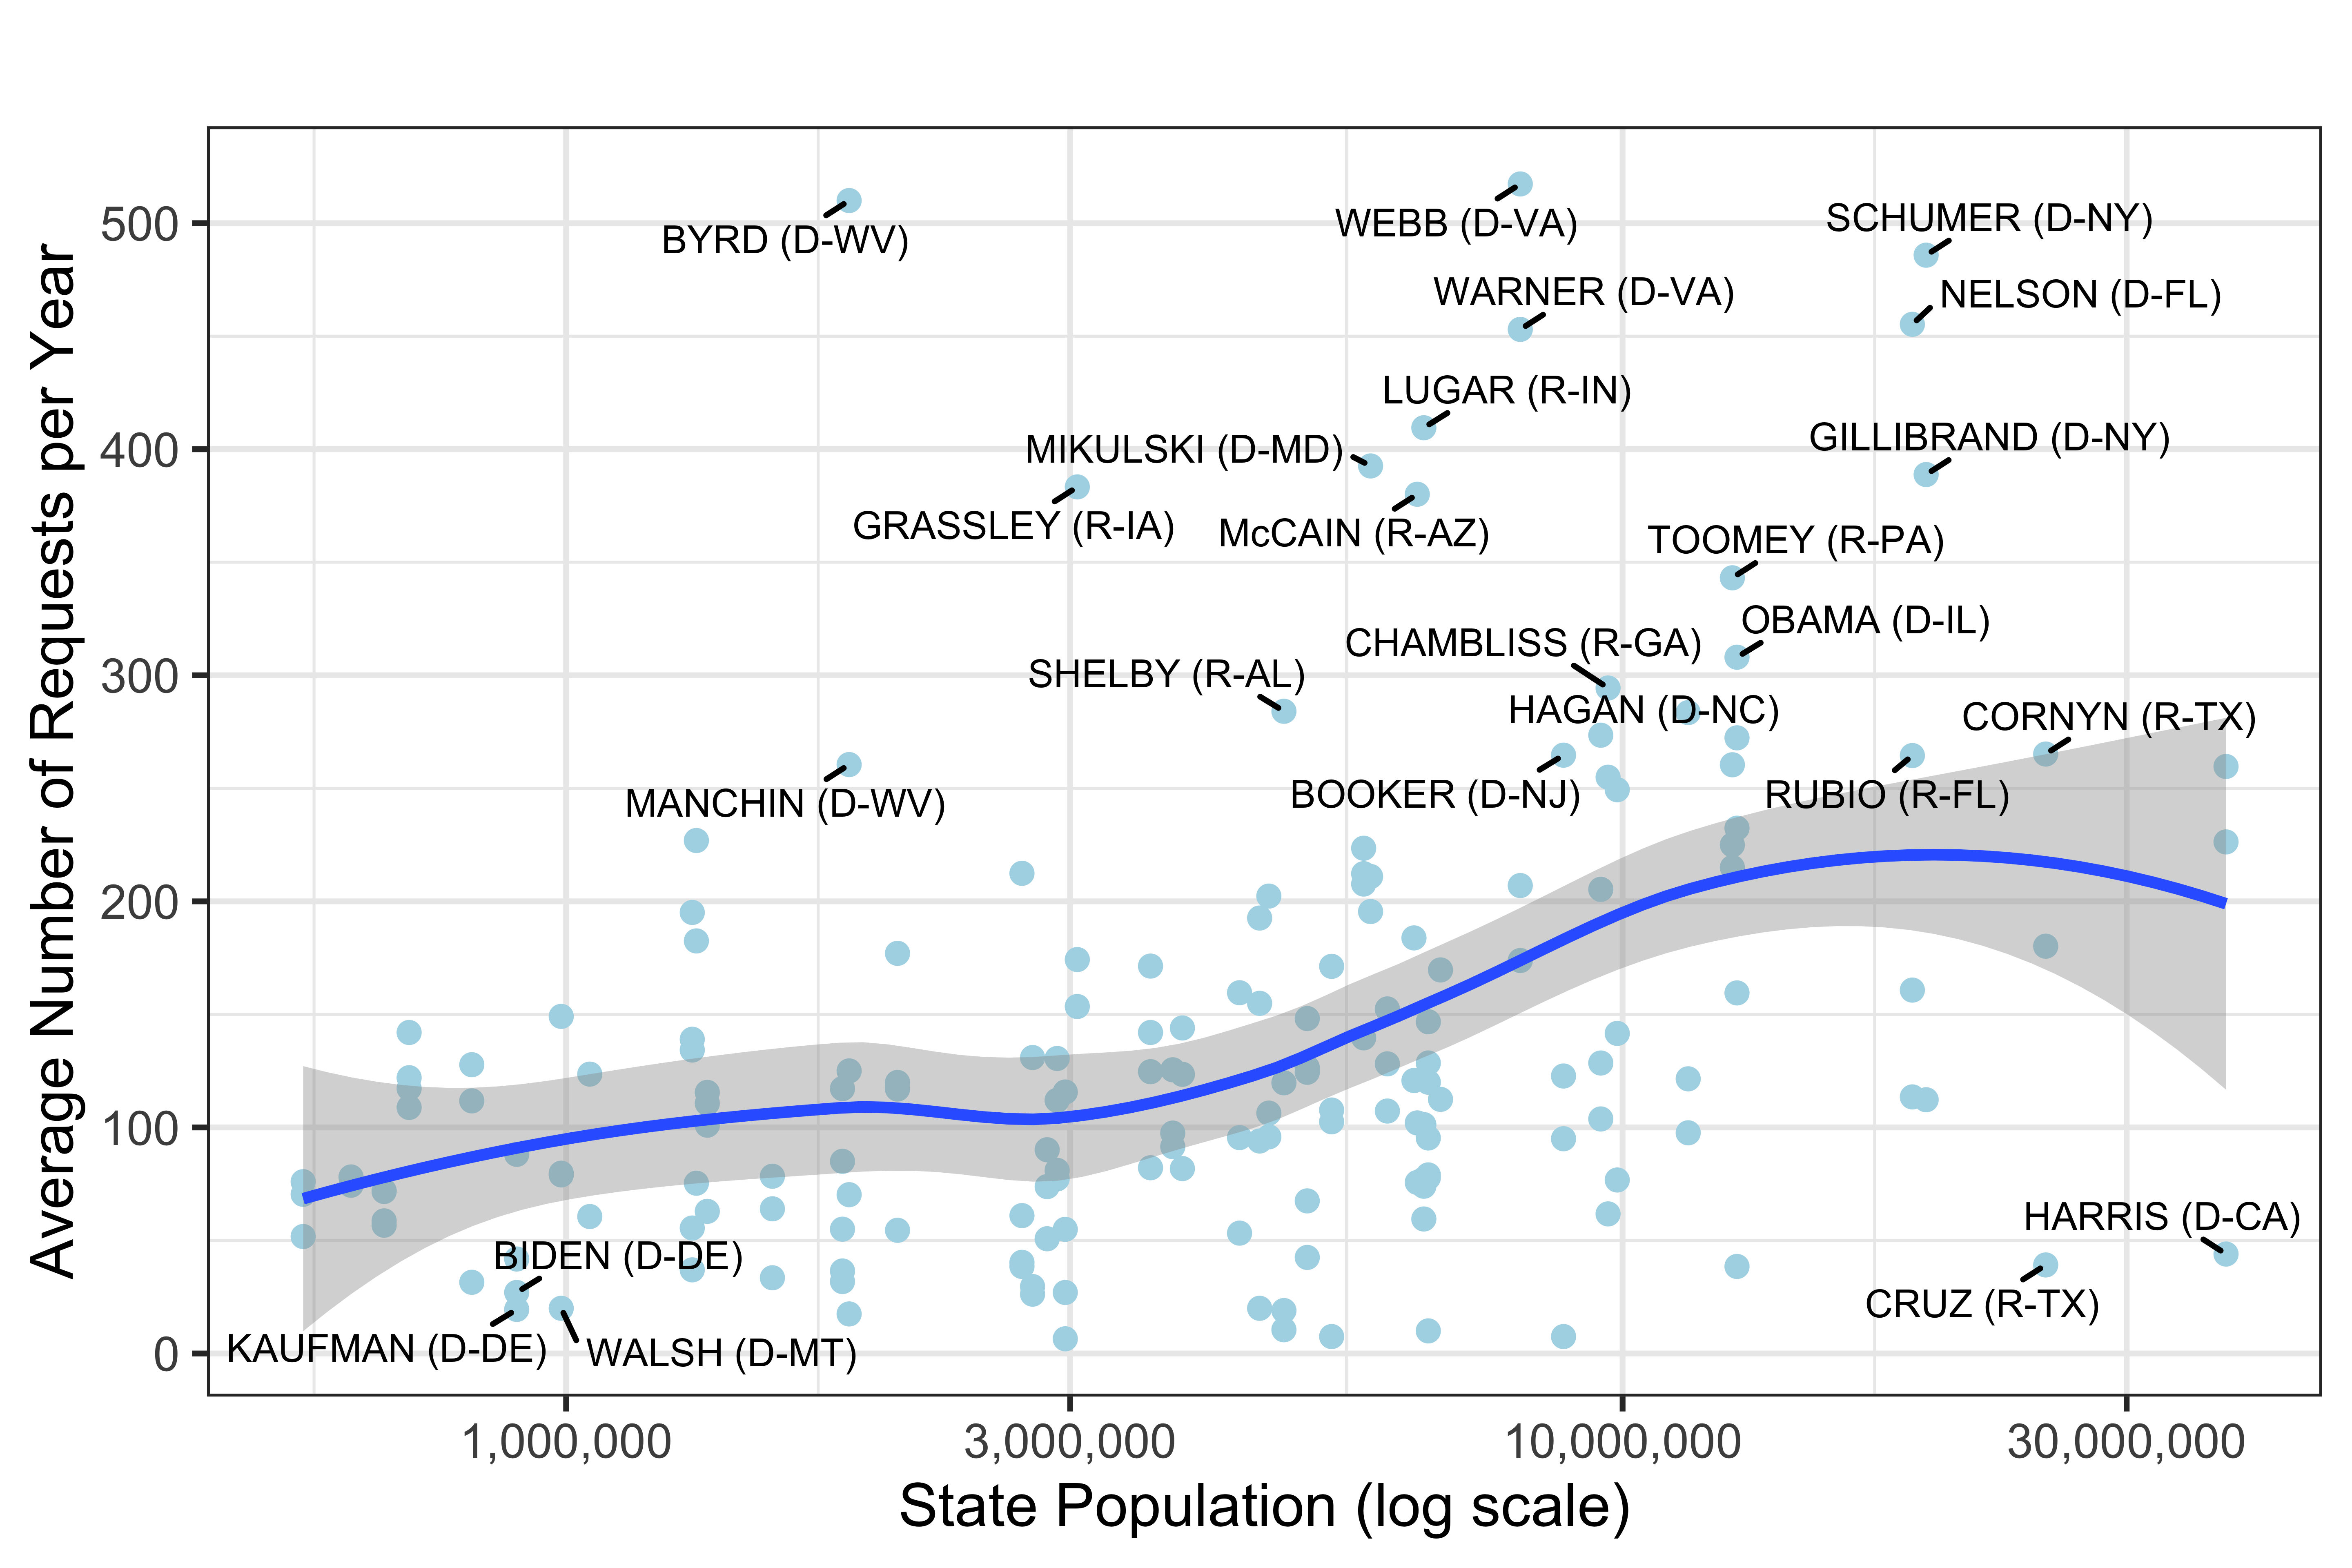 Average Number of Requests per Year
500
400
300
200
100
0
BYRD (D-WV)
WEBB (D-VA)
SCHUMER (D-NY)
WARNER (D-VA)
NELSON (D-FL)
LUGAR (R-IN)
MIKULSKI (D-MD)
GILLIBRAND (D-NY)
GRASSLEY (R-IA)
McCAIN (R-AZ)
TOOMEY (R-PA)
OBAMA (D-IL)
CHAMBLISS (R-GA)
SHELBY (R-AL)
HAGAN (D-NC)
CORNYN (R-TX)
MANCHIN (D-WV)
BOOKER (D-NJ)
RUBIO (R-FL)
HARRIS (D-CA)
BIDEN (D-DE)
CRUZ (R-TX)
KAUFMAN (D-DE)
WALSH (D-MT)
1,000,000
3,000,000
10,000,000
30,000,000
State Population (log scale)